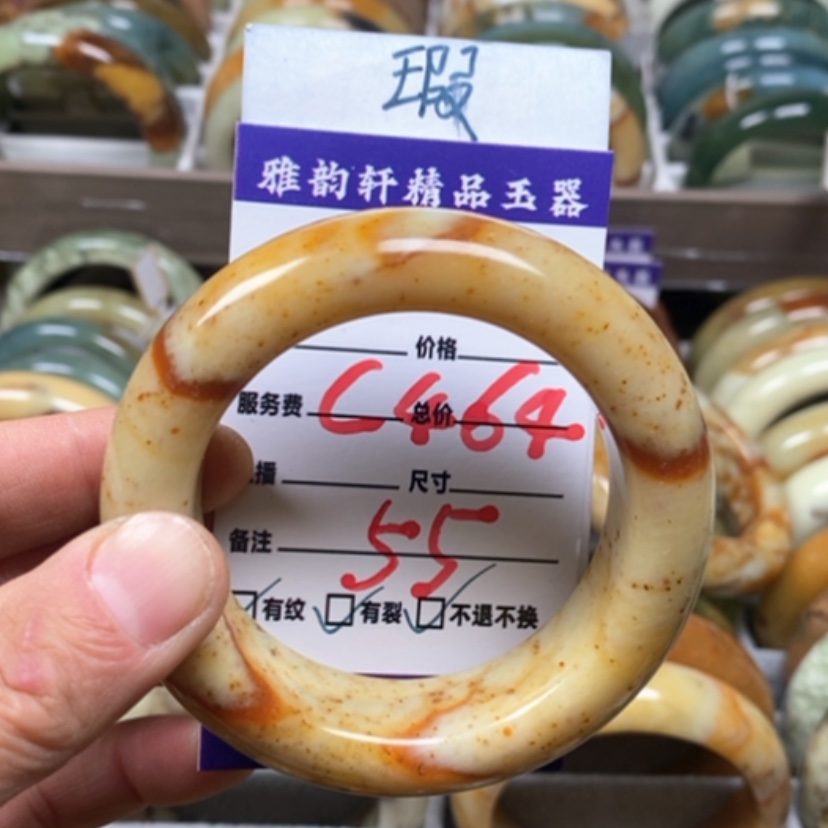 瑕
雅韵轩精品玉器
价格
服务费 总价
C464
播 尺寸
备注
55
有纹 有裂 不退不换